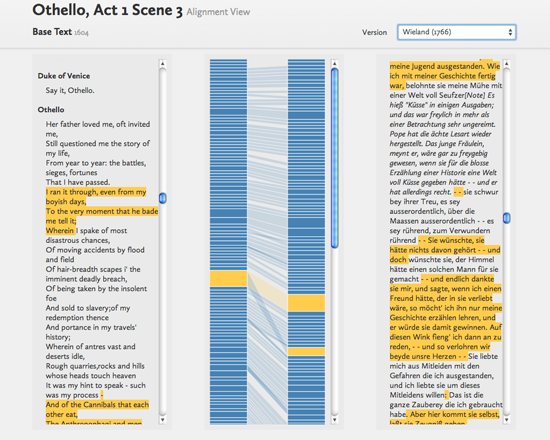 Othello, Act 1 Scene 3 Alignment View
Base Text 1604
Version Wieland (1766)
Duke of Venice
Say it, Othello.
Othello
Her father loved me, oft invited
me,
Still questioned me the story of
my life,
From year to year: the battles,
sieges, fortunes
That I have passed.
I ran it through, even from my
boyish days,
To the very moment that he bade
me tell it;
Wherein I spake of most
disastrous chances,
Of moving accidents by flood
and field
Of hair-breadth scapes i' the
imminent deadly breach,
Of being taken by the insolent
foe
And sold to slavery;of my
redemption thence
And portance in my travels'
history;
Wherein of antres vast and
deserts idle,
Rough quarries,rocks and hills
whose heads touch heaven
It was my hint to speak - such
was my process -
And of the Cannibals that each
other eat,
The Anthropophagi and men
meine Jugend ausgestanden. Wie
ich mit meiner Geschichte fertig
war, belohnte sie meine Mühe mit
einer Welt voll Seufzer[Note] Es
hieß "Küsse" in einigen Ausgaben;
und das war freylich in mehr als
einer Betrachtung sehr ungereimt.
Pope hat die ächte Lesart wieder
hergestellt. Das junge Fräulein,
meynt er, wäre gar zu freygebig
gewesen, wenn sie für die blosse
Erzählung einer Historie eine Welt
voll Küsse gegeben hätte - - und er
hat allerdings recht. - - sie schwur
bey ihrer Treu, es sey
ausserordentlich, über die
Maassen ausserordentlich - - es
sey rührend, zum Verwundern
rührend - - Sie wünschte, sie
hätte nichts davon gehört - - und
doch wünschte sie, der Himmel
hätte einen solchen Mann für sie
gemacht - - und endlich dankte
sie mir, und sagte, wenn ich einen
Freund hätte, der in sie verliebt
wäre, so möcht' ich ihn nur meine
Geschichte erzählen lehren, und
er würde sie damit gewinnen. Auf
diesen Wink fieng' ich dann an zu
reden, - - und so verlohren wir
beyde unsre Herzen - - Sie liebte
mich aus Mitleiden mit den
Gefahren die ich ausgestanden,
und ich liebte sie um dieses
Mitleidens willen: Das ist die
ganze Zauberey die ich gebraucht
habe. Aber hier kommt sie selbst,
laßt sie Zeugniß geben